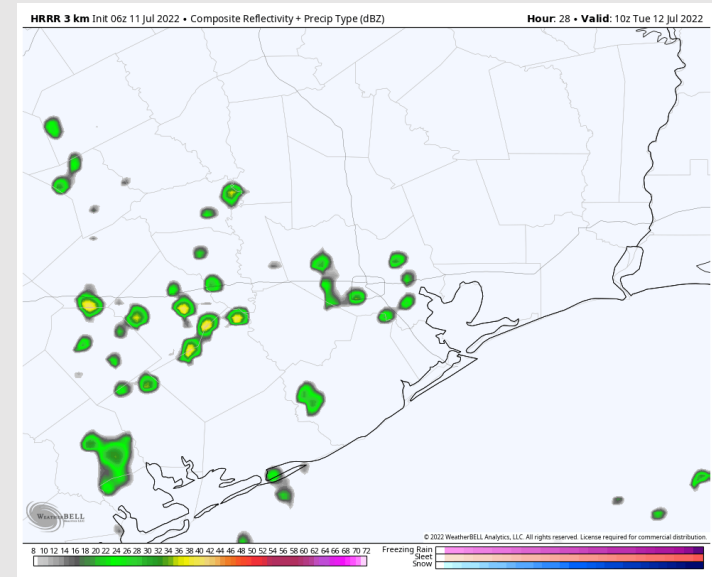 HRRR 3 km Init 06z 11 Jul 2022 • Composite Reflectivity + Precip Type (dBZ) Hour: 28 • Valid: 10z Tue 12 Jul 2022
WeatherBELL
© 2022 WeatherBELL Analytics, LLC. All rights reserved. License required for commercial distribution.
8 10 12 14 16 18 20 22 24 26 28 30 32 34 36 38 40 42 44 46 48 50 52 54 56 58 60 62 64 66 68 70 72
Freezing Rain
Sleet
Snow